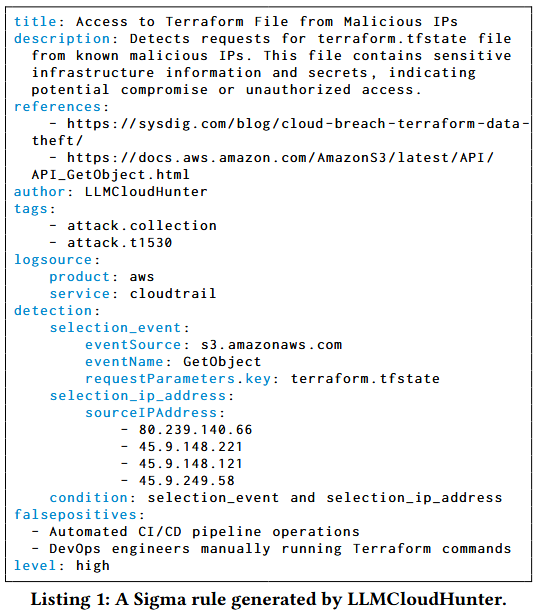 title: Access to Terraform File from Malicious IPs
description: Detects requests for terraform.tfstate file
from known malicious IPs. This file contains sensitive
infrastructure information and secrets, indicating
potential compromise or unauthorized access.
references:
- https://sysdig.com/blog/cloud-breach-terraform-data-
theft/
- https://docs.aws.amazon.com/AmazonS3/latest/API/
API_GetObject.html
author: LLMCloudHunter
tags:
- attack.collection
- attack.t1530
logsource:
product: aws
service: cloudtrail
detection:
selection_event:
eventSource: s3.amazonaws.com
eventName: GetObject
requestParameters.key: terraform.tfstate
selection_ip_address:
sourceIPAddress:
- 80.239.140.66
- 45.9.148.221
- 45.9.148.121
- 45.9.249.58
condition: selection_event and selection_ip_address
falsepositives:
- Automated CI/CD pipeline operations
- DevOps engineers manually running Terraform commands
level: high
Listing 1: A Sigma rule generated by LLMCloudHunter.